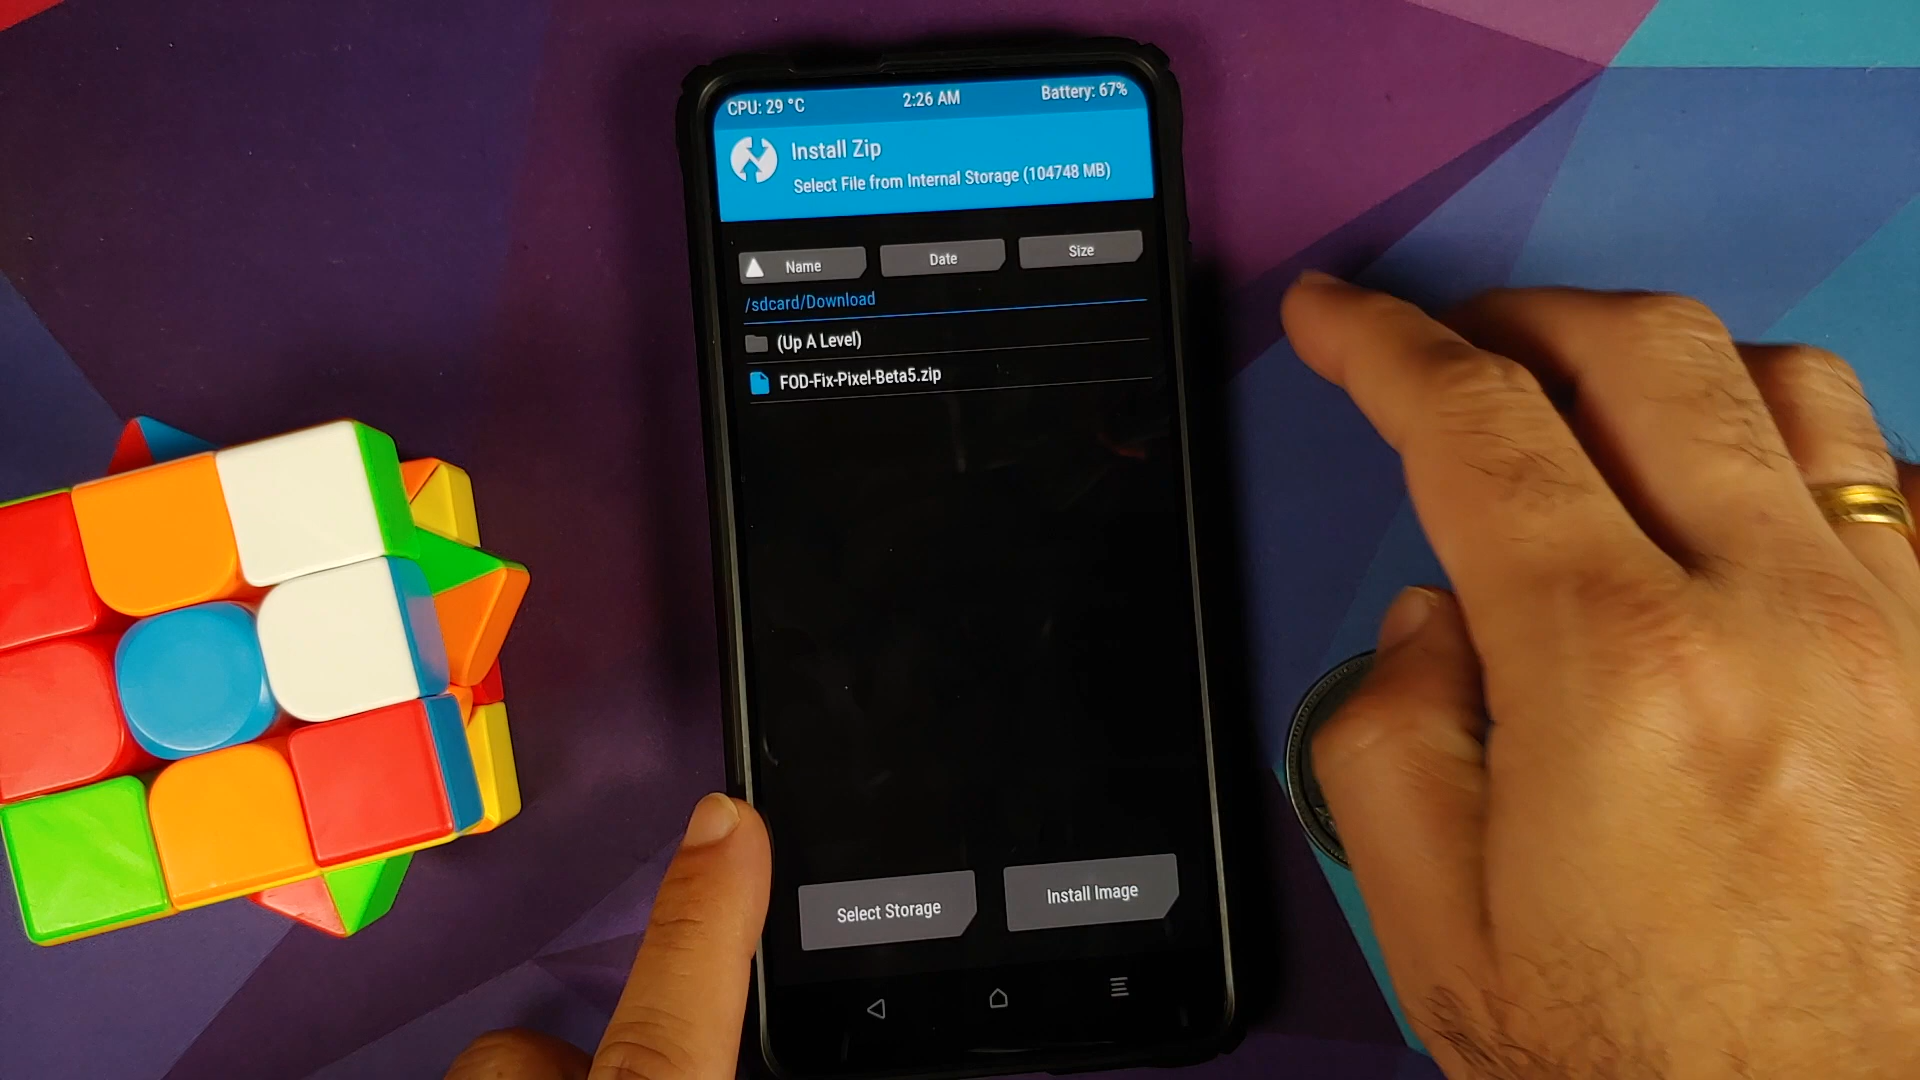 CPU: 29 °C
2:26 AM
Battery: 67%
Install Zip
Select File from Internal Storage (104748 MB)
Name
Date
Size
/sdcard/Download
(Up A Level)
FOD-Fix-Pixel-Beta5.zip
Select Storage
Install Image